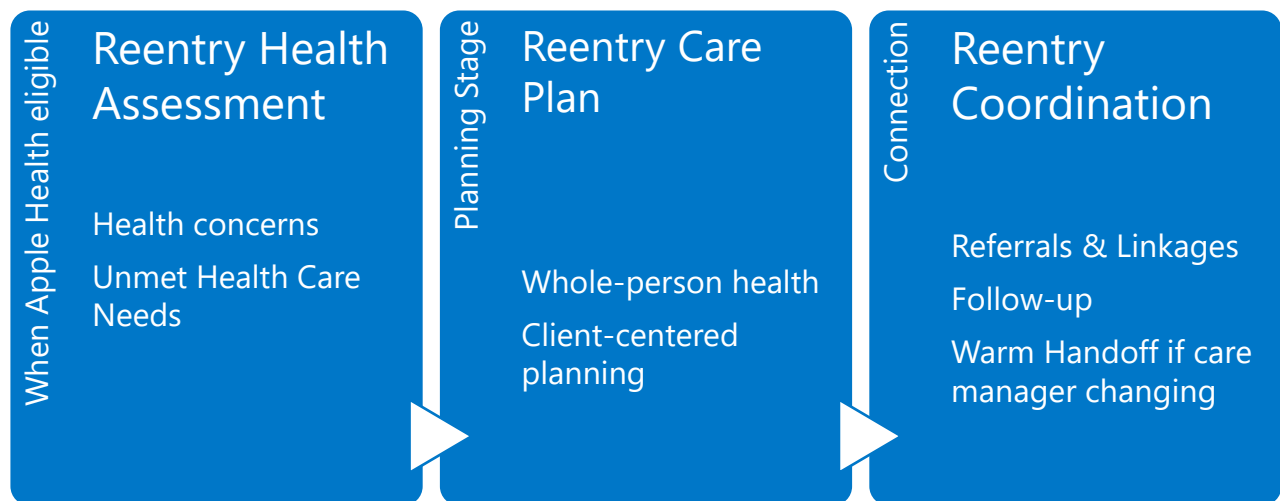 When Apple Health eligible
Reentry Health
Assessment
Health concerns
Unmet Health Care
Needs
Planning Stage
Reentry Care
Plan
Whole-person health
Client-centered
planning
Connection
Reentry
Coordination
Referrals & Linkages
Follow-up
Warm Handoff if care
manager changing